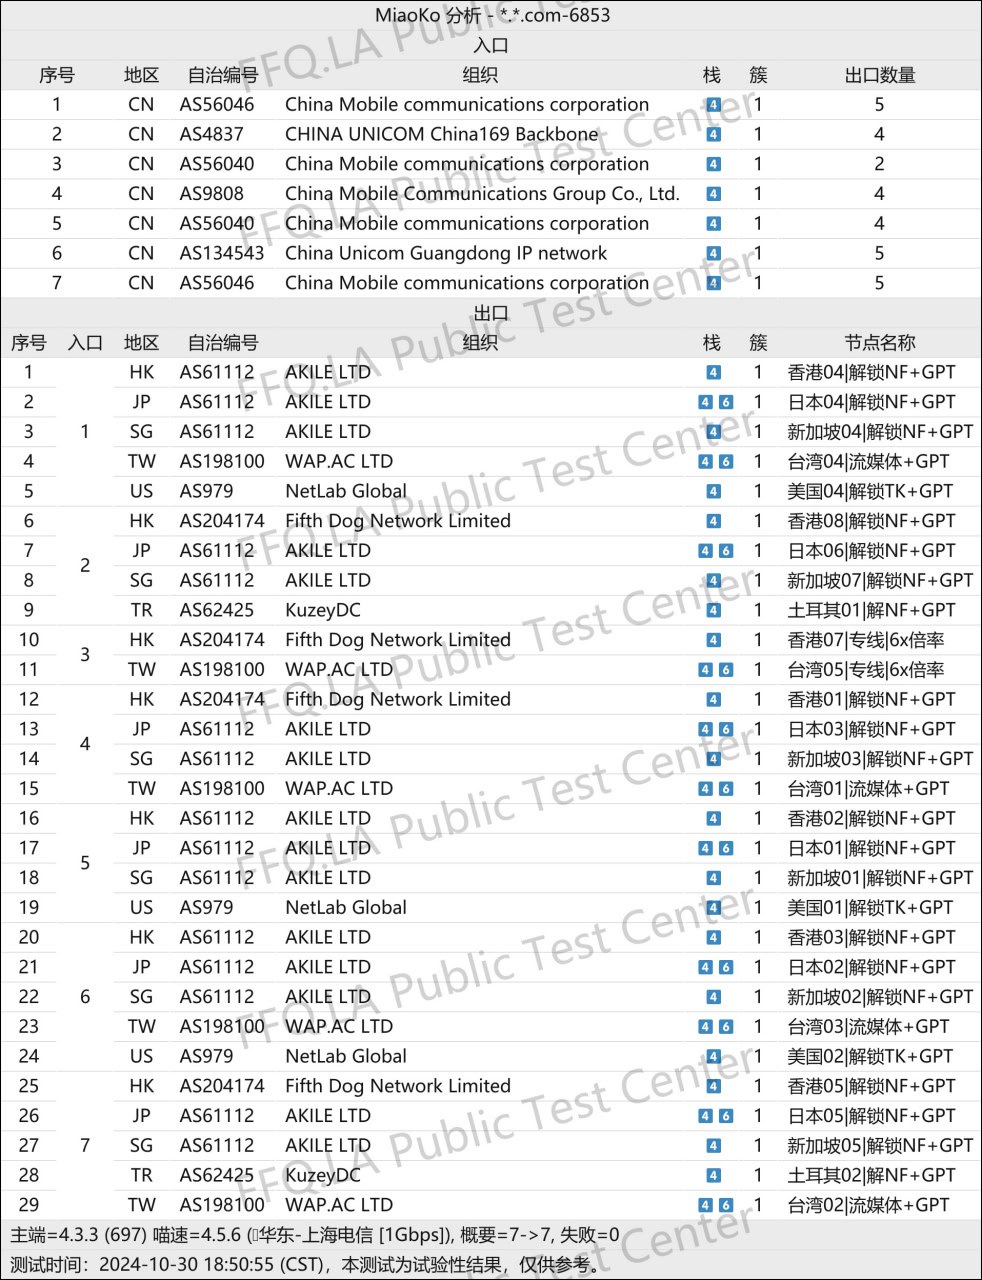 MiaoKo 分析 - *.*.com-6853
入口
序号 地区 自治编号 组织 栈 簇 出口数量
1 CN AS56046 China Mobile communications corporation 4 1 5
2 CN AS4837 CHINA UNICOM China169 Backbone 4 1 4
3 CN AS56040 China Mobile communications corporation 4 1 2
4 CN AS9808 China Mobile Communications Group Co., Ltd. 4 1 4
5 CN AS56040 China Mobile communications corporation 4 1 4
6 CN AS134543 China Unicom Guangdong IP network 4 1 5
7 CN AS56046 China Mobile communications corporation 4 1 5
出口
序号 入口 地区 自治编号 组织 栈 簇 节点名称
1 HK AS61112 AKILE LTD 4 1 香港04|解锁NF+GPT
2 JP AS61112 AKILE LTD 4 6 1 日本04|解锁NF+GPT
3 1 SG AS61112 AKILE LTD 4 1 新加坡04|解锁NF+GPT
4 TW AS198100 WAP.AC LTD 4 6 1 台湾04|流媒体+GPT
5 US AS979 NetLab Global 4 1 美国04|解锁TK+GPT
6 HK AS204174 Fifth Dog Network Limited 4 1 香港08|解锁NF+GPT
7 JP AS61112 AKILE LTD 4 6 1 日本06|解锁NF+GPT
2
8 SG AS61112 AKILE LTD 4 1 新加坡07|解锁NF+GPT
9 TR AS62425 KuzeyDC 4 1 土耳其01|解NF+GPT
10 HK AS204174 Fifth Dog Network Limited 4 1 香港07|专线|6x倍率
3
11 TW AS198100 WAP.AC LTD 4 6 1 台湾05|专线|6x倍率
12 HK AS204174 Fifth Dog Network Limited 4 1 香港01|解锁NF+GPT
13 JP AS61112 AKILE LTD 4 6 1 日本03|解锁NF+GPT
4
14 SG AS61112 AKILE LTD 4 1 新加坡03|解锁NF+GPT
15 TW AS198100 WAP.AC LTD 4 6 1 台湾01|流媒体+GPT
16 HK AS61112 AKILE LTD 4 1 香港02|解锁NF+GPT
17 JP AS61112 AKILE LTD 4 6 1 日本01|解锁NF+GPT
5
18 SG AS61112 AKILE LTD 4 1 新加坡01|解锁NF+GPT
19 US AS979 NetLab Global 4 1 美国01|解锁TK+GPT
20 HK AS61112 AKILE LTD 4 1 香港03|解锁NF+GPT
21 JP AS61112 AKILE LTD 4 6 1 日本02|解锁NF+GPT
22 6 SG AS61112 AKILE LTD 4 1 新加坡02|解锁NF+GPT
23 TW AS198100 WAP.AC LTD 4 6 1 台湾03|流媒体+GPT
24 US AS979 NetLab Global 4 1 美国02|解锁TK+GPT
25 HK AS204174 Fifth Dog Network Limited 4 1 香港05|解锁NF+GPT
26 JP AS61112 AKILE LTD 4 6 1 日本05|解锁NF+GPT
27 7 SG AS61112 AKILE LTD 4 1 新加坡05|解锁NF+GPT
28 TR AS62425 KuzeyDC 4 1 土耳其02|解NF+GPT
29 TW AS198100 WAP.AC LTD 4 6 1 台湾02|流媒体+GPT
主端=4.3.3 (697) 喵速=4.5.6 (华东-上海电信 [1Gbps]), 概要=7->7, 失败=0
测试时间：2024-10-30 18:50:55 (CST)，本测试为试验性结果，仅供参考。
FFQ.LA Public Test Center
FFQ.LA Public Test Center
FFQ.LA Public Test Center
FFQ.LA Public Test Center
FFQ.LA Public Test Center
FFQ.LA Public Test Center
FFQ.LA Public Test Center
FFQ.LA Public Test Center